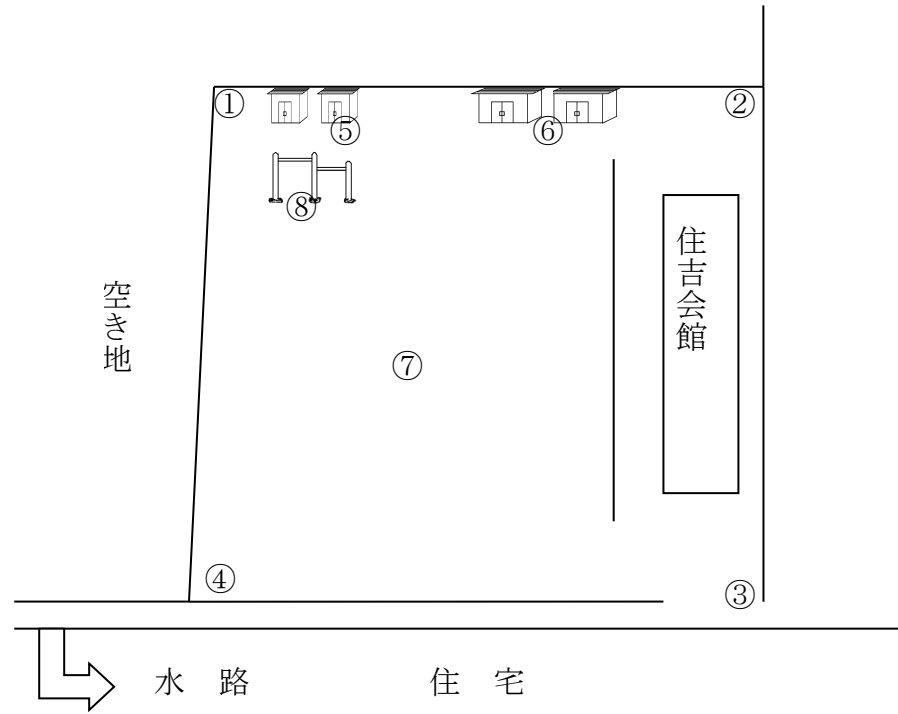 ①
②
⑤
⑥
⑧
住吉会館
空き地
⑦
④
③
水 路
住 宅